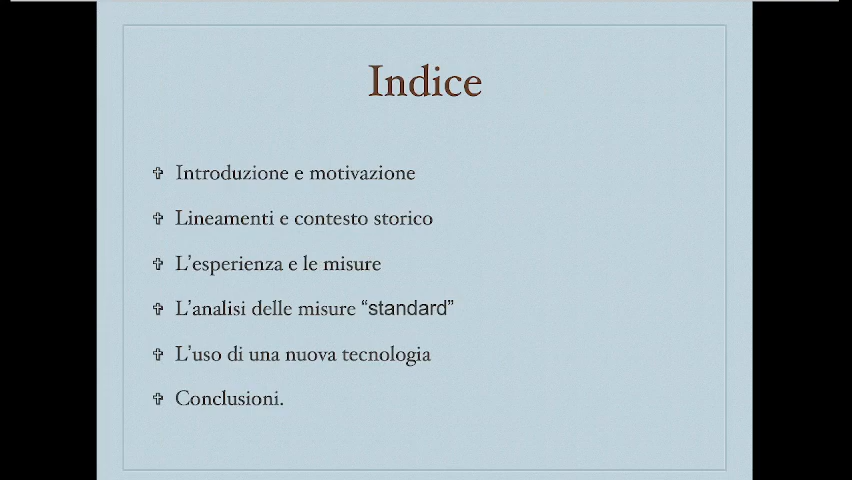 Indice
✞ Introduzione e motivazione
✞ Lineamenti e contesto storico
✞ L’esperienza e le misure
✞ L’analisi delle misure “standard”
✞ L’uso di una nuova tecnologia
✞ Conclusioni.